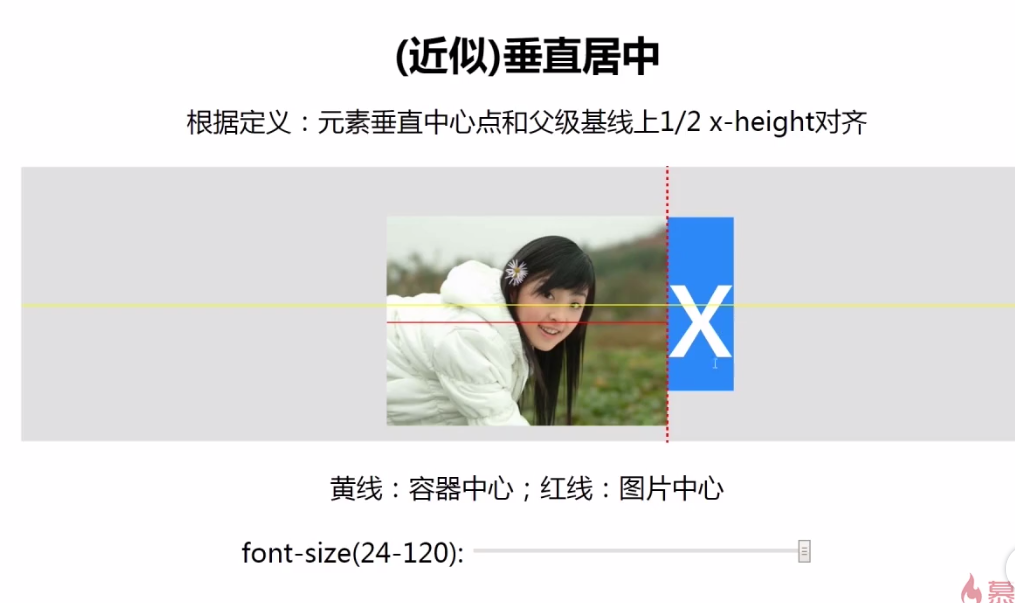 (近似)垂直居中
根据定义：元素垂直中心点和父级基线上1/2 x-height对齐
x
黄线：容器中心；红线：图片中心
font-size(24-120):
慕